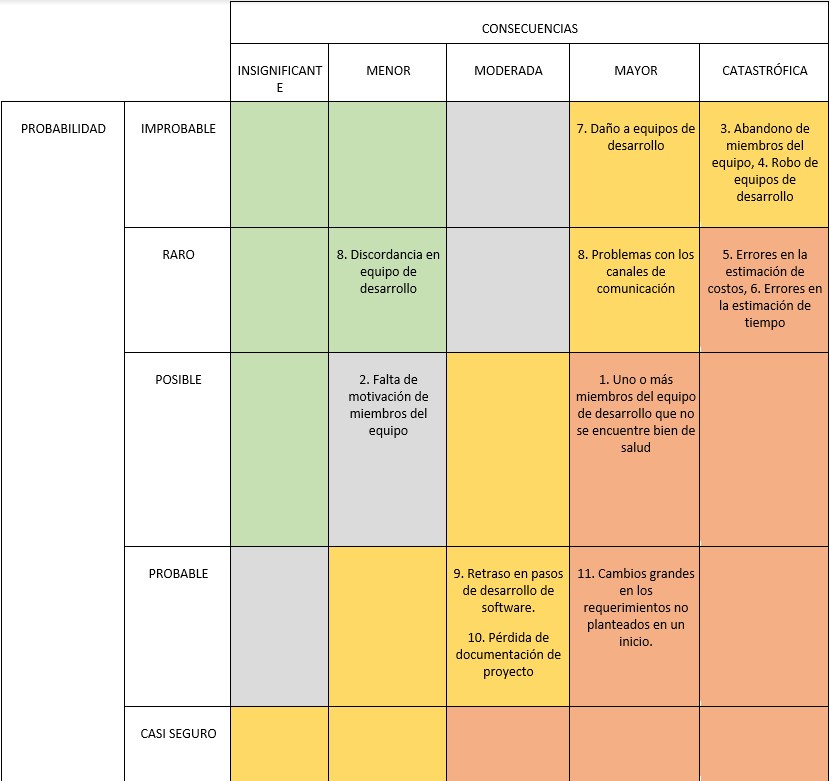 CONSECUENCIAS
INSIGNIFICANT
E
MENOR
MODERADA
MAYOR
CATASTRÓFICA
PROBABILIDAD
IMPROBABLE
7. Daño a equipos de
desarrollo
3. Abandono de
miembros del
equipo, 4. Robo de
equipos de
desarrollo
RARO
8. Discordancia en
equipo de
desarrollo
8. Problemas con los
canales de
comunicación
5. Errores en la
estimación de
costos, 6. Errores en
la estimación de
tiempo
POSIBLE
2. Falta de
motivación de
miembros del
equipo
1. Uno o más
miembros del equipo
de desarrollo que no
se encuentre bien de
salud
PROBABLE
9. Retraso en pasos
de desarrollo de
software.
10. Pérdida de
documentación de
proyecto
11. Cambios grandes
en los
requerimientos no
planteados en un
inicio.
CASI SEGURO